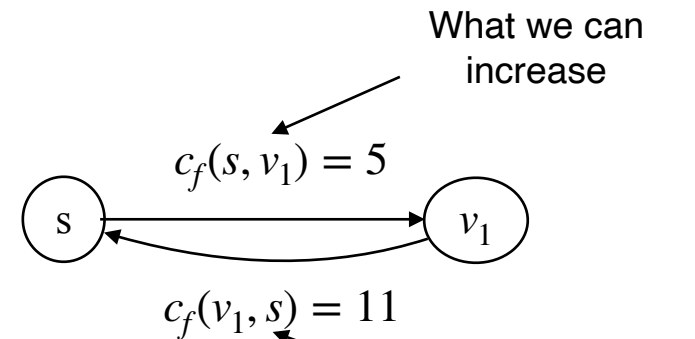 What we can
increase
c_f(s, v_1) = 5
s
v_1
c_f(v_1, s) = 11